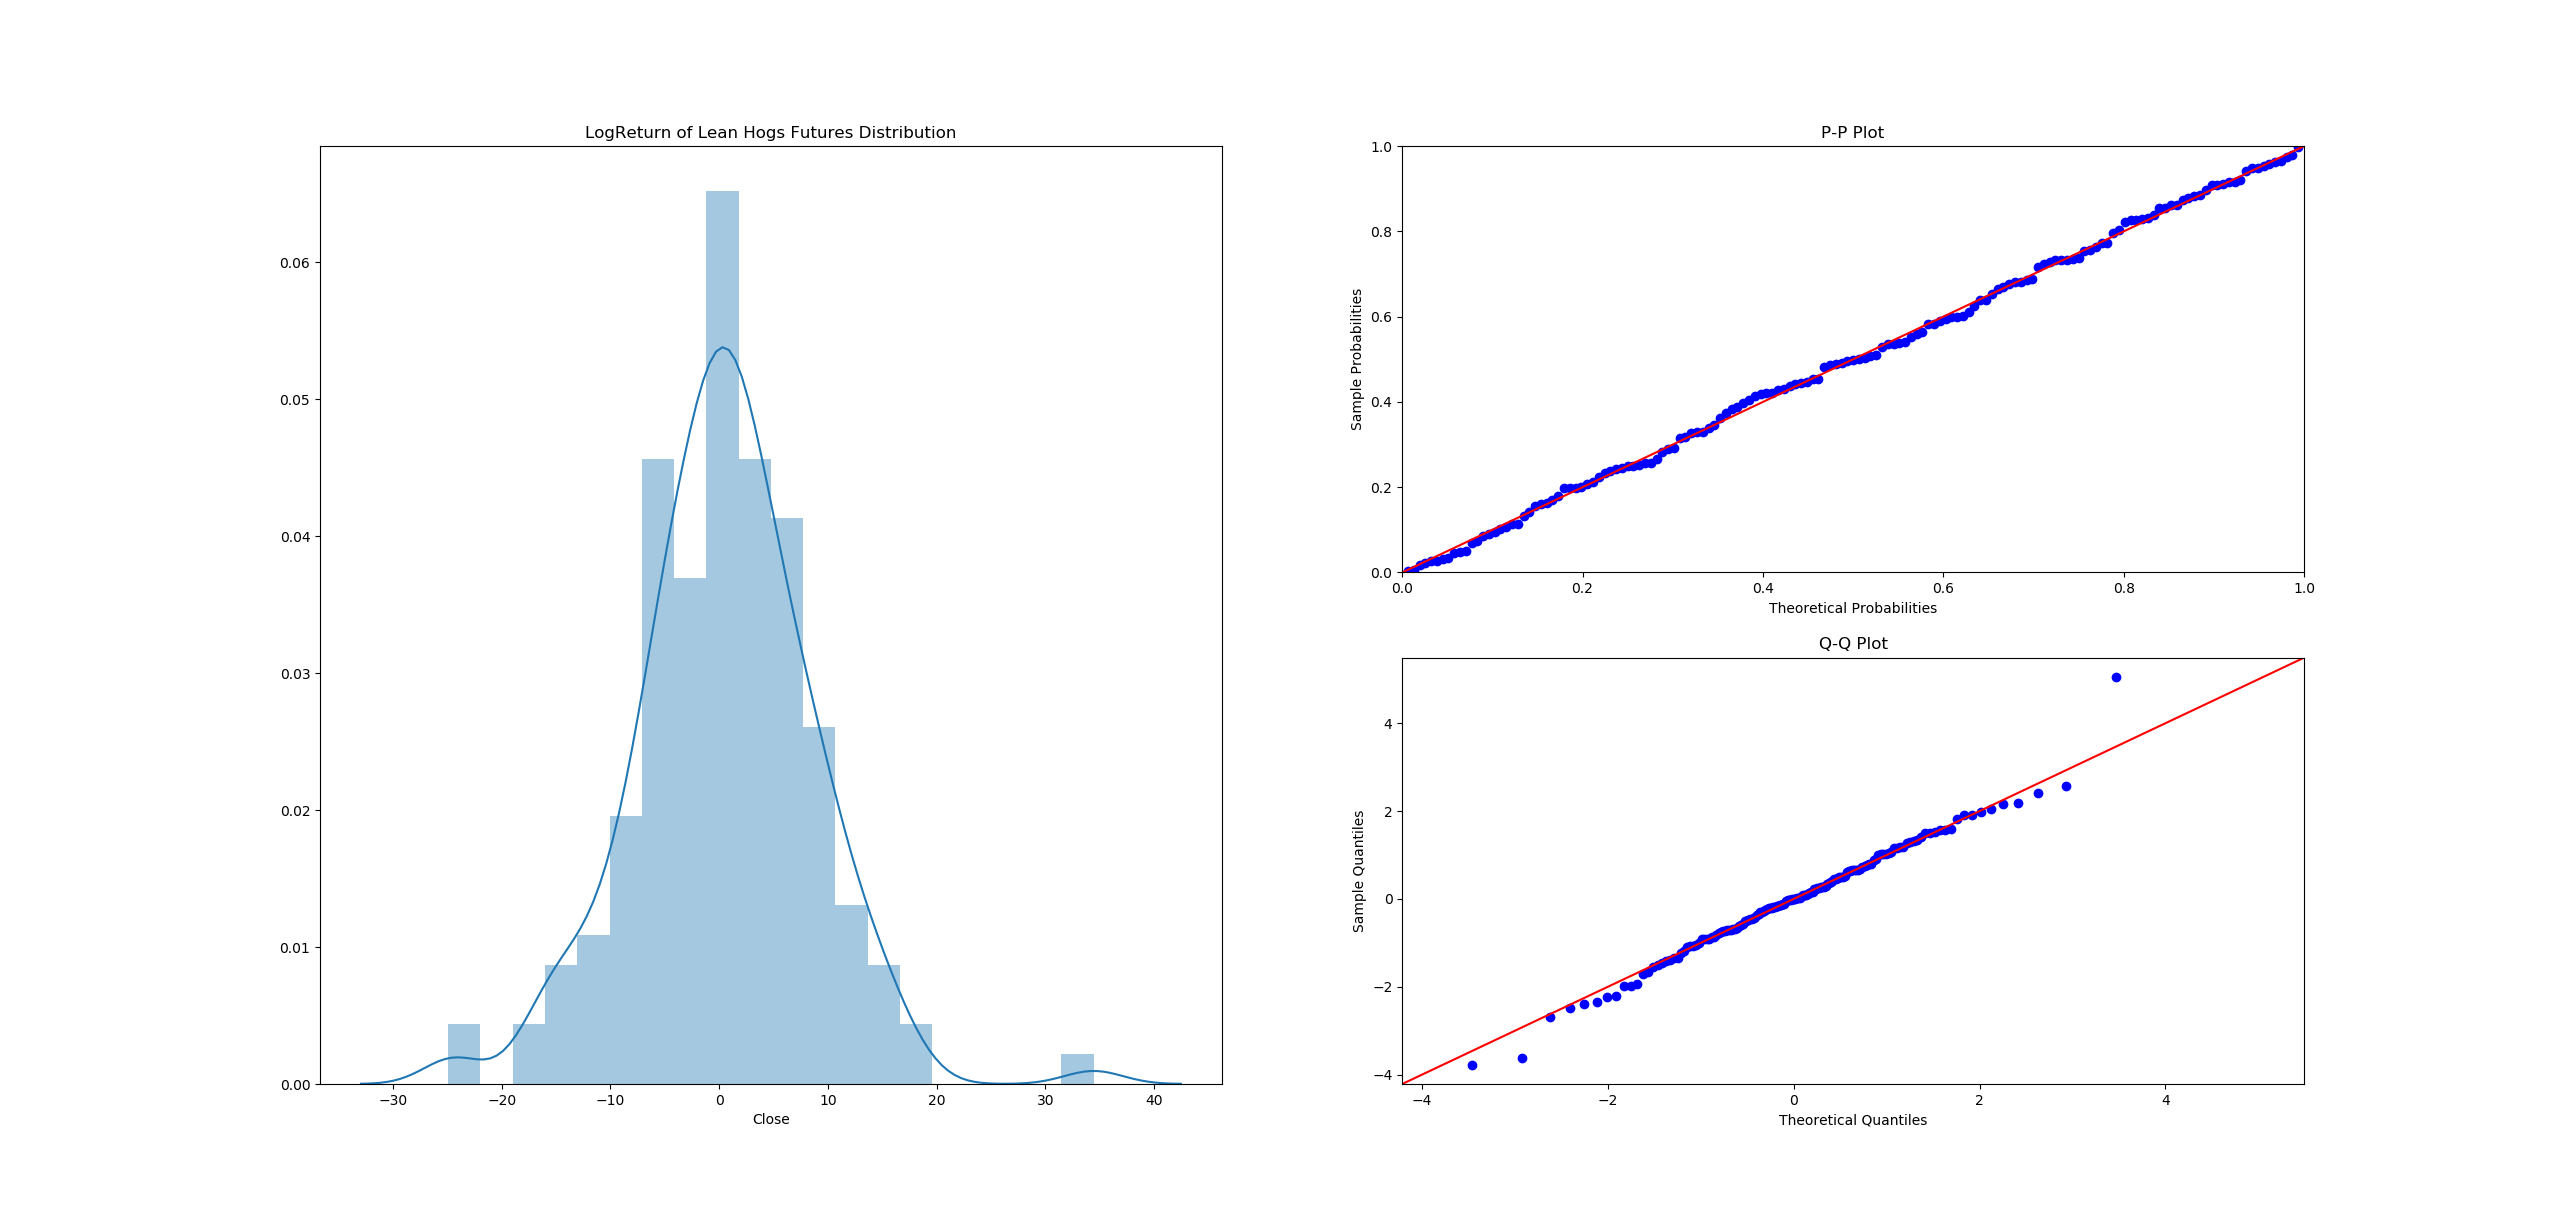 LogReturn of Lean Hogs Futures Distribution
0.06
0.05
0.04
0.03
0.02
0.01
0.00
−30 −20 −10 0 10 20 30 40
Close
P-P Plot
1.0
0.8
0.6
0.4
0.2
0.0
Sample Probabilities
0.0 0.2 0.4 0.6 0.8 1.0
Theoretical Probabilities
Q-Q Plot
4
2
0
−2
−4
Sample Quantiles
−4 −2 0 2 4
Theoretical Quantiles